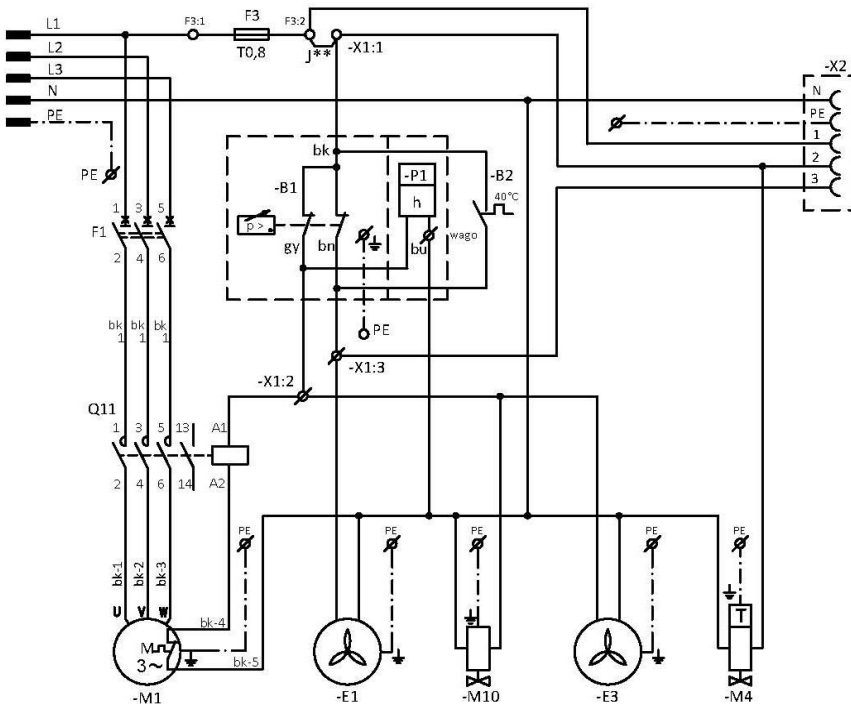 L1 F3:1 F3 F3:2
T0,8 j** -X1:1
L2
L3
N
PE
-X2
N
PE
1
2
3
PE
bk
-B1 -P1 -B2
h 40°C
p >
gy bn bu wago
PE
1 3 5
F1
2 4 6
bk 1 bk 1 bk 1
-X1:2 -X1:3
Q11
1 3 5 13 A1
2 4 6 14 A2
PE PE PE PE PE
bk-1 bk-2 bk-3
U V W
bk-4
M
3~
bk-5
T
-M1 -E1 -M10 -E3 -M4